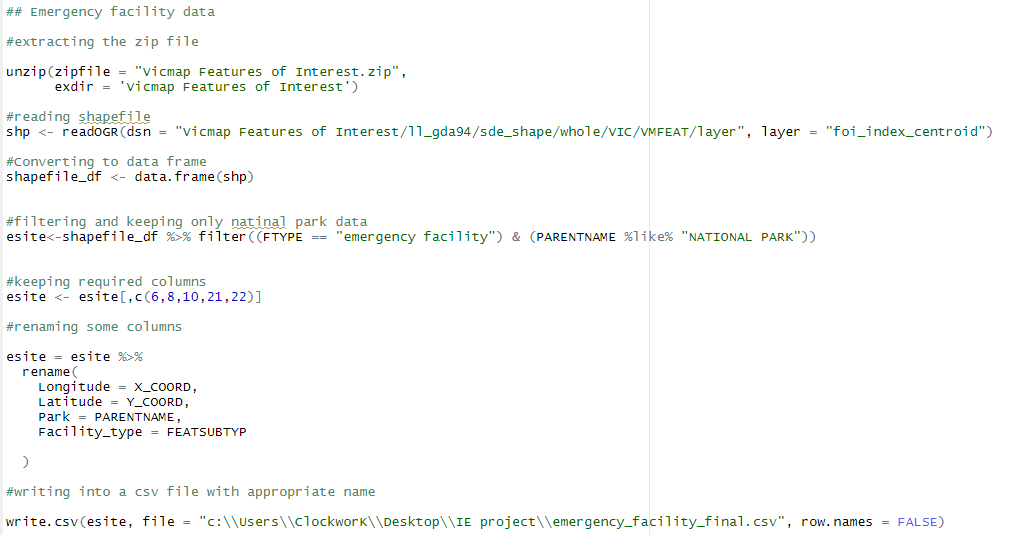 ## Emergency facility data
#extracting the zip file
unzip(zipfile = "Vicmap Features of Interest.zip",
      exdir = 'Vicmap Features of Interest')
#reading shapefile
shp <- readOGR(dsn = "Vicmap Features of Interest/ll_gda94/sde_shape/whole/VIC/VMFEAT/layer", layer = "foi_index_centroid")
#Converting to data frame
shapefile_df <- data.frame(shp)
#filtering and keeping only natinal park data
esite<-shapefile_df %>% filter((FTYPE == "emergency facility") & (PARENTNAME %like% "NATIONAL PARK"))
#keeping required columns
esite <- esite[,c(6,8,10,21,22)]
#renaming some columns
esite = esite %>%
  rename(
    Longitude = X_COORD,
    Latitude = Y_COORD,
    Park = PARENTNAME,
    Facility_type = FEATSUBTYP
  )
#writing into a csv file with appropriate name
write.csv(esite, file = "c:\\Users\\ClockworK\\Desktop\\IE project\\emergency_facility_final.csv", row.names = FALSE)